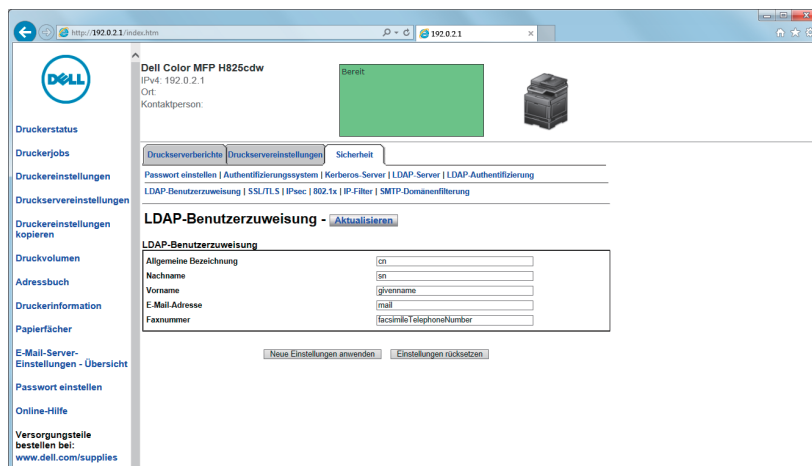 http://192.0.2.1/index.htm
192.0.2.1
DELL
Dell Color MFP H825cdw
IPv4: 192.0.2.1
Ort:
Kontaktperson:
Bereit
Druckerstatus
Druckerjobs
Druckereinstellungen
Druckservereinstellungen
Druckereinstellungen
kopieren
Druckvolumen
Adressbuch
Druckerinformation
Papierfächer
E-Mail-Server-
Einstellungen - Übersicht
Passwort einstellen
Online-Hilfe
Versorgungsteile
bestellen bei:
www.dell.com/supplies
Druckserverberichte Druckservereinstellungen Sicherheit
Passwort einstellen | Authentifizierungssystem | Kerberos-Server | LDAP-Server | LDAP-Authentifizierung
LDAP-Benutzerzuweisung | SSL/TLS | IPsec | 802.1x | IP-Filter | SMTP-Domänenfilterung
LDAP-Benutzerzuweisung - Aktualisieren
LDAP-Benutzerzuweisung
Allgemeine Bezeichnung cn
Nachname sn
Vorname givenname
E-Mail-Adresse mail
Faxnummer facsimileTelephoneNumber
Neue Einstellungen anwenden Einstellungen rücksetzen